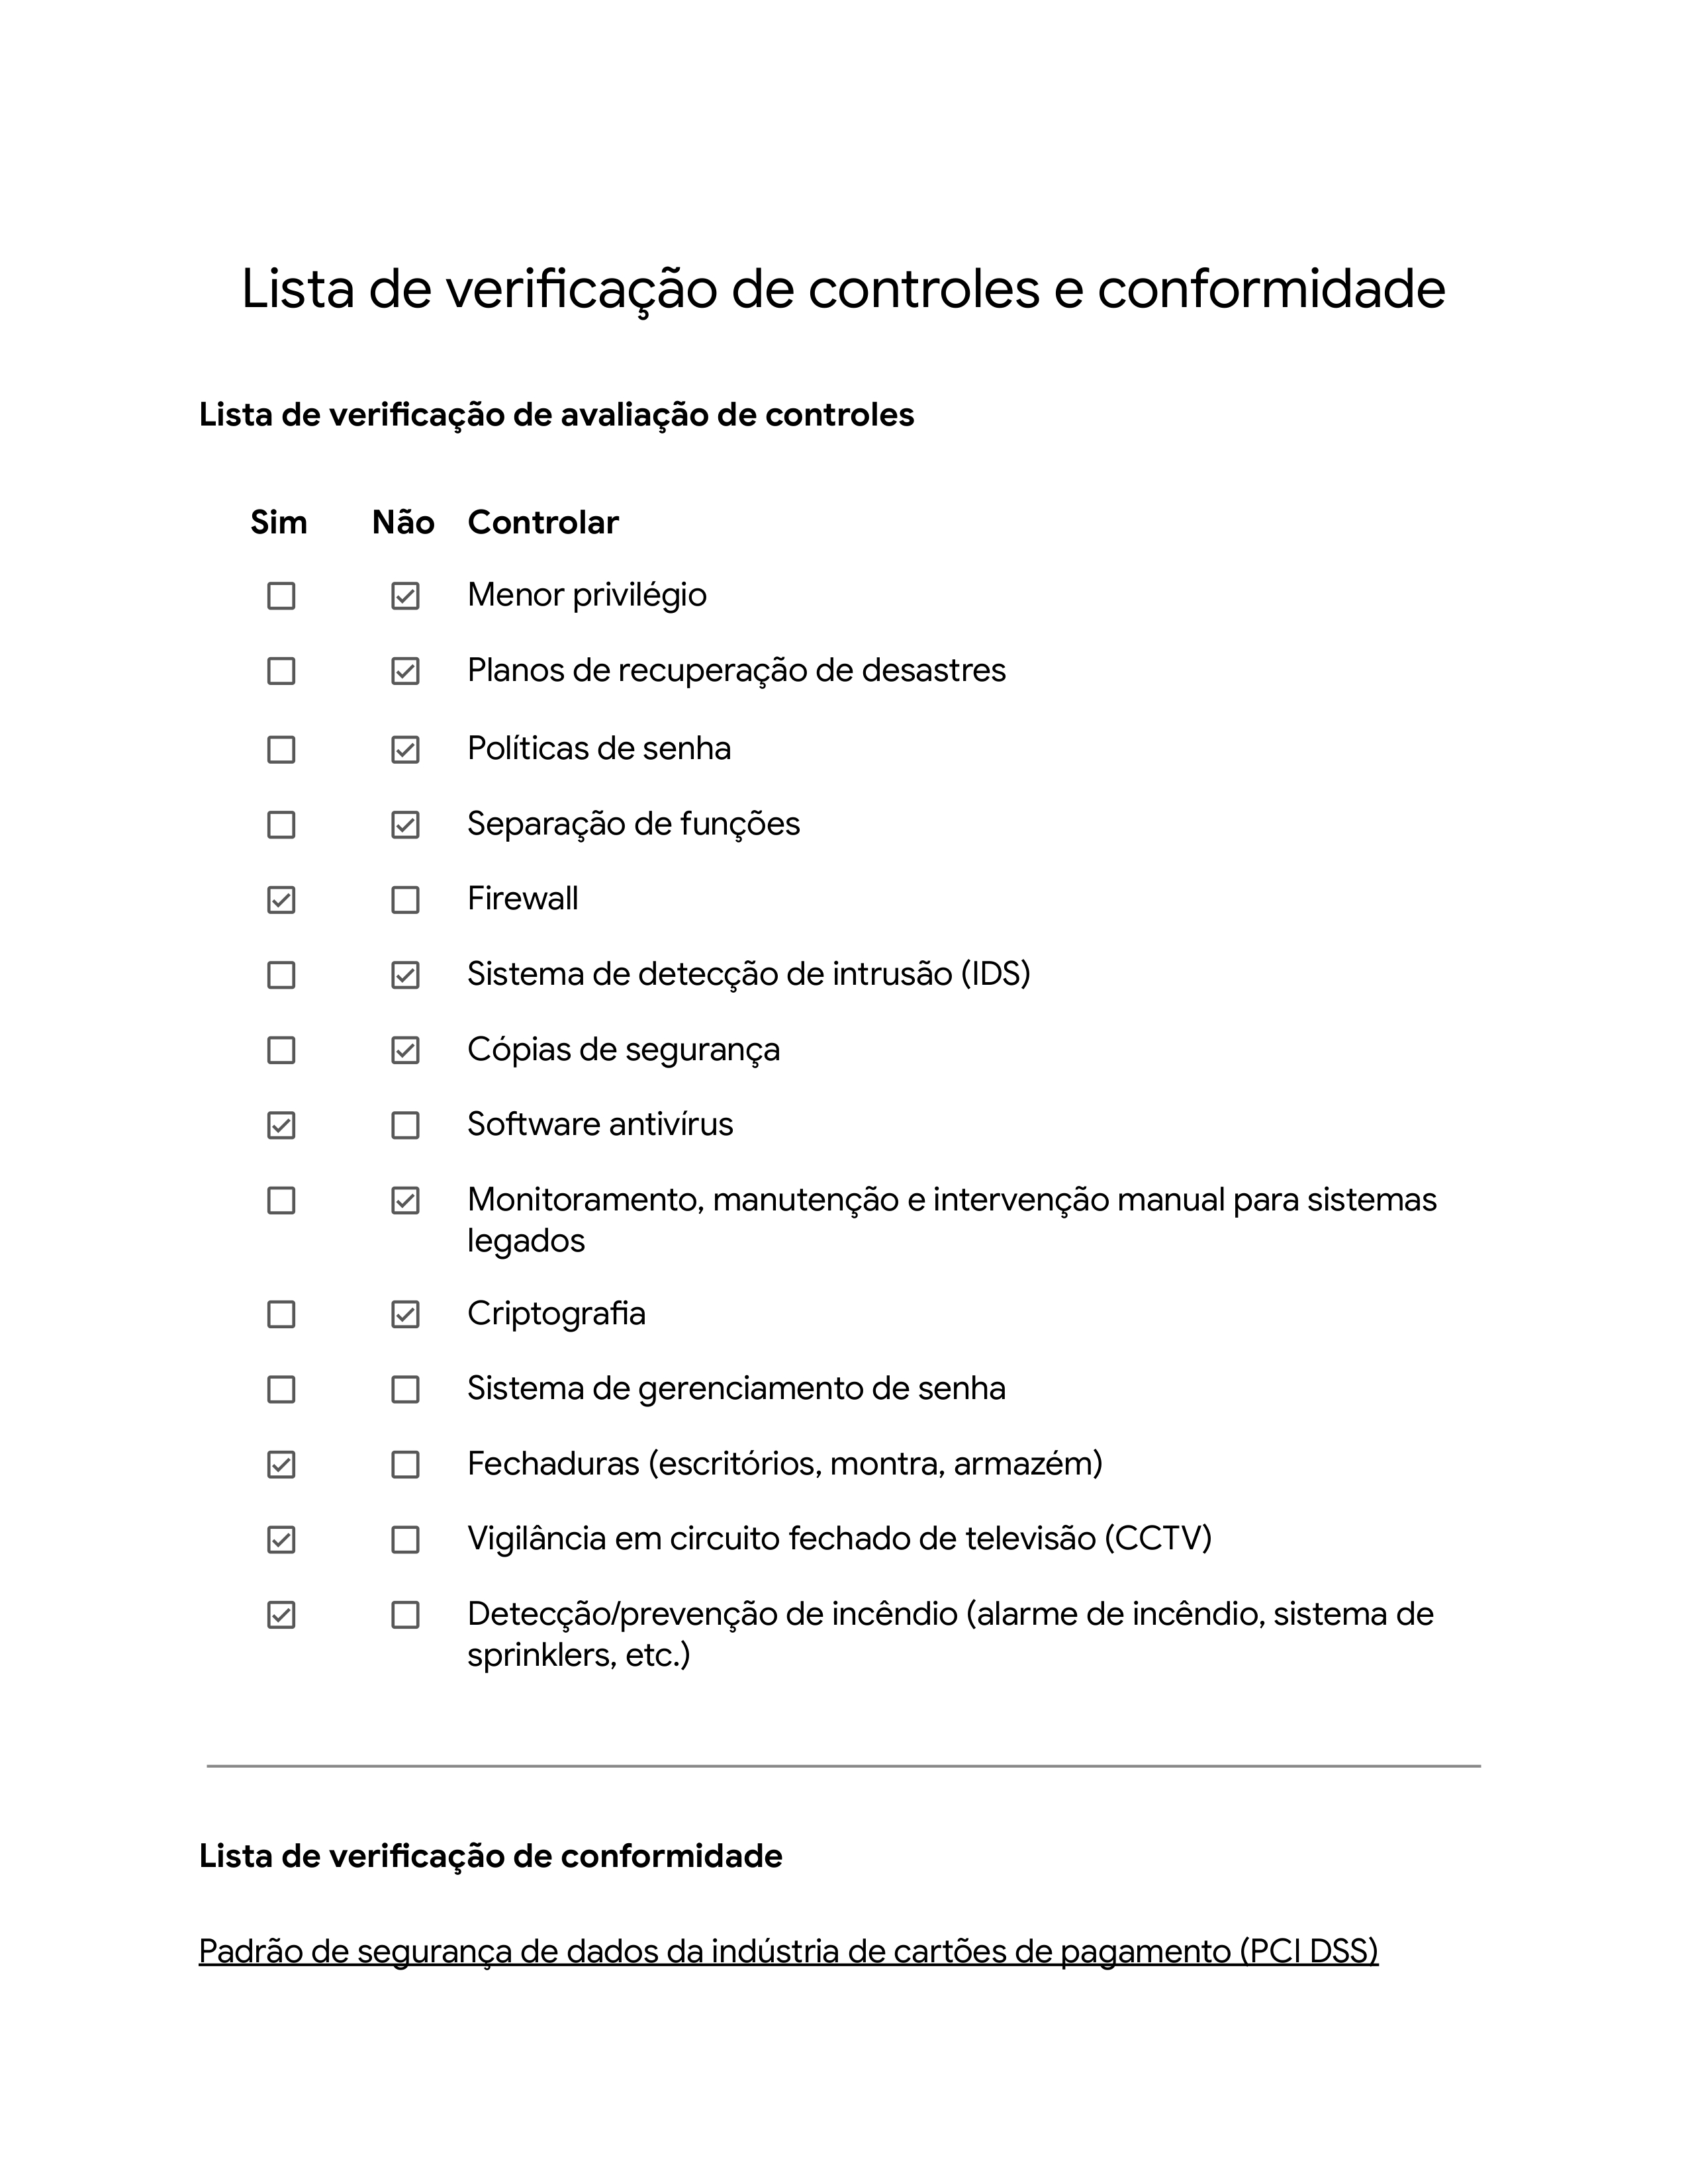 Lista de verificação de controles e conformidade
Lista de verificação de avaliação de controles
Sim Não Controlar
Menor privilégio
Planos de recuperação de desastres
Políticas de senha
Separação de funções
Firewall
Sistema de detecção de intrusão (IDS)
Cópias de segurança
Software antivírus
Monitoramento, manutenção e intervenção manual para sistemas
legados
Criptografia
Sistema de gerenciamento de senha
Fechaduras (escritórios, montra, armazém)
Vigilância em circuito fechado de televisão (CCTV)
Detecção/prevenção de incêndio (alarme de incêndio, sistema de
sprinklers, etc.)
Lista de verificação de conformidade
Padrão de segurança de dados da indústria de cartões de pagamento (PCI DSS)